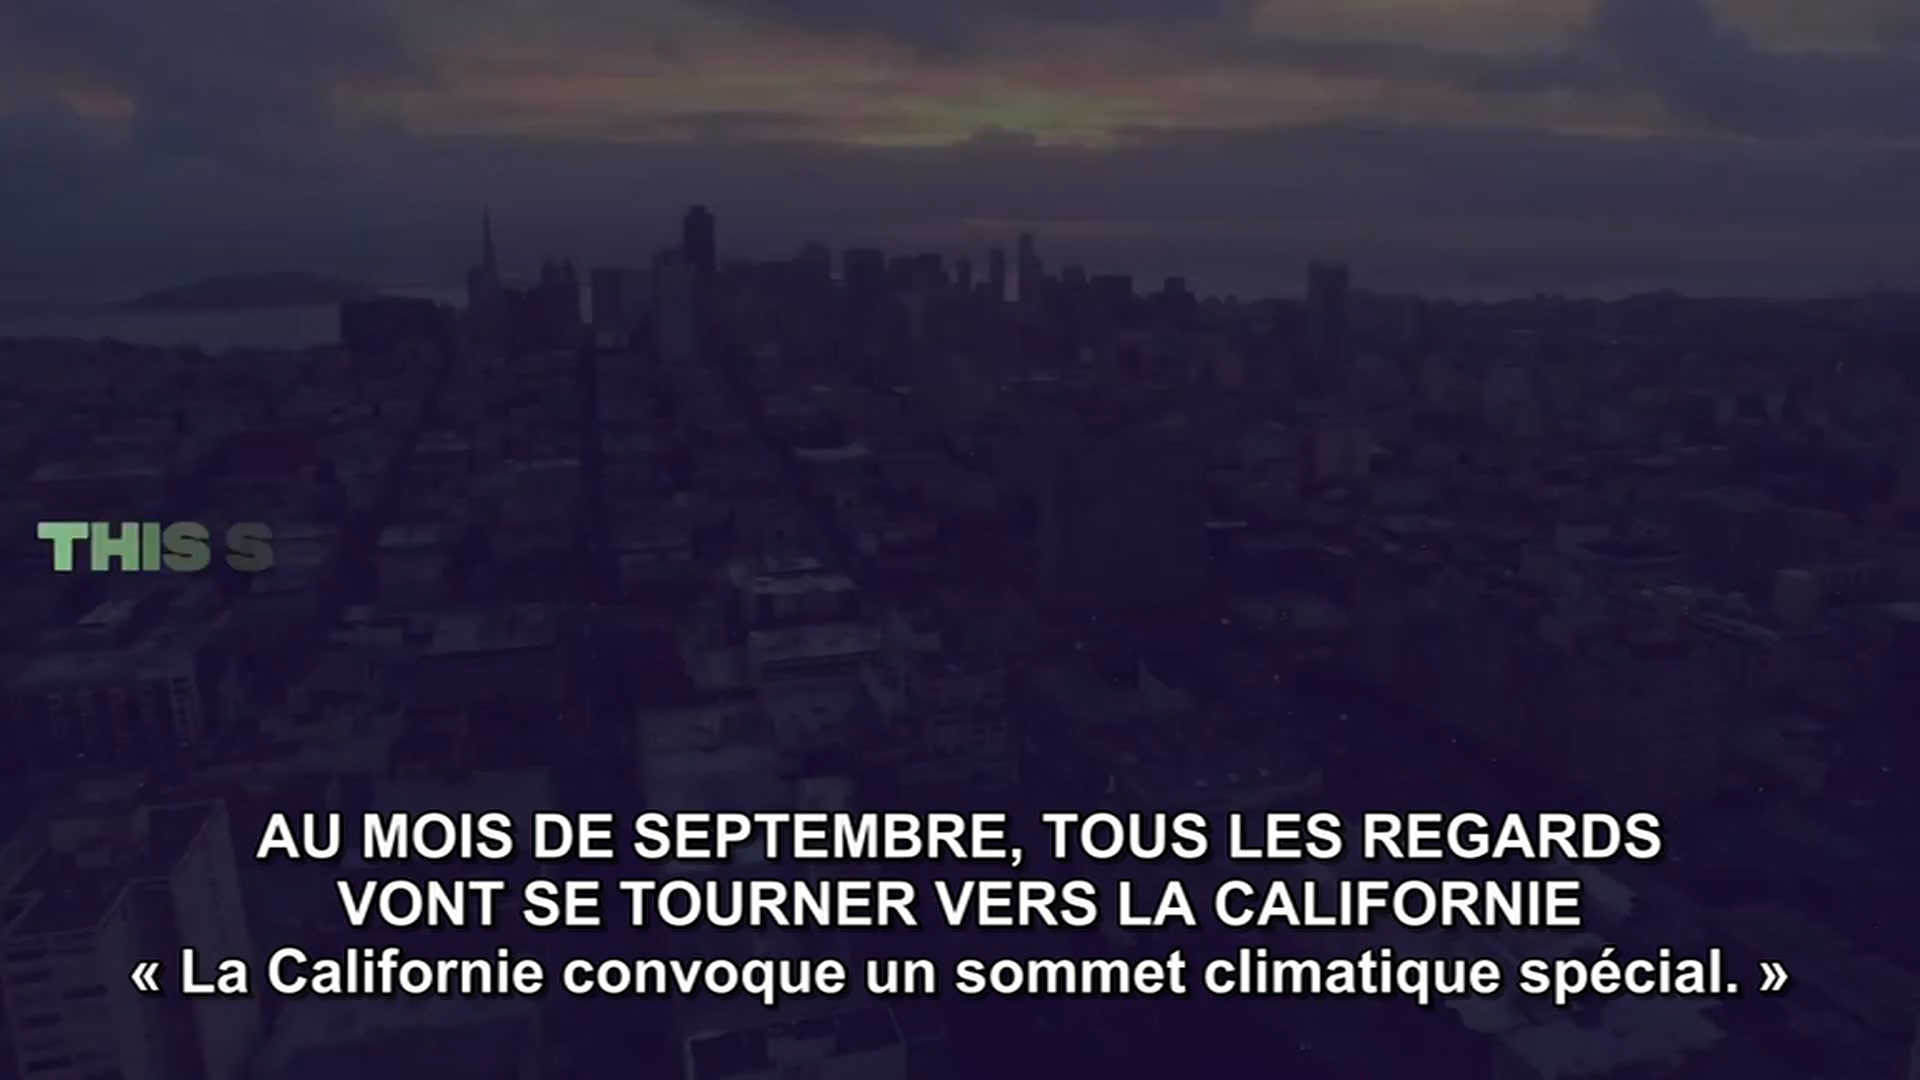 THIS S
AU MOIS DE SEPTEMBRE, TOUS LES REGARDS
VONT SE TOURNER VERS LA CALIFORNIE
« La Californie convoque un sommet climatique spécial. »